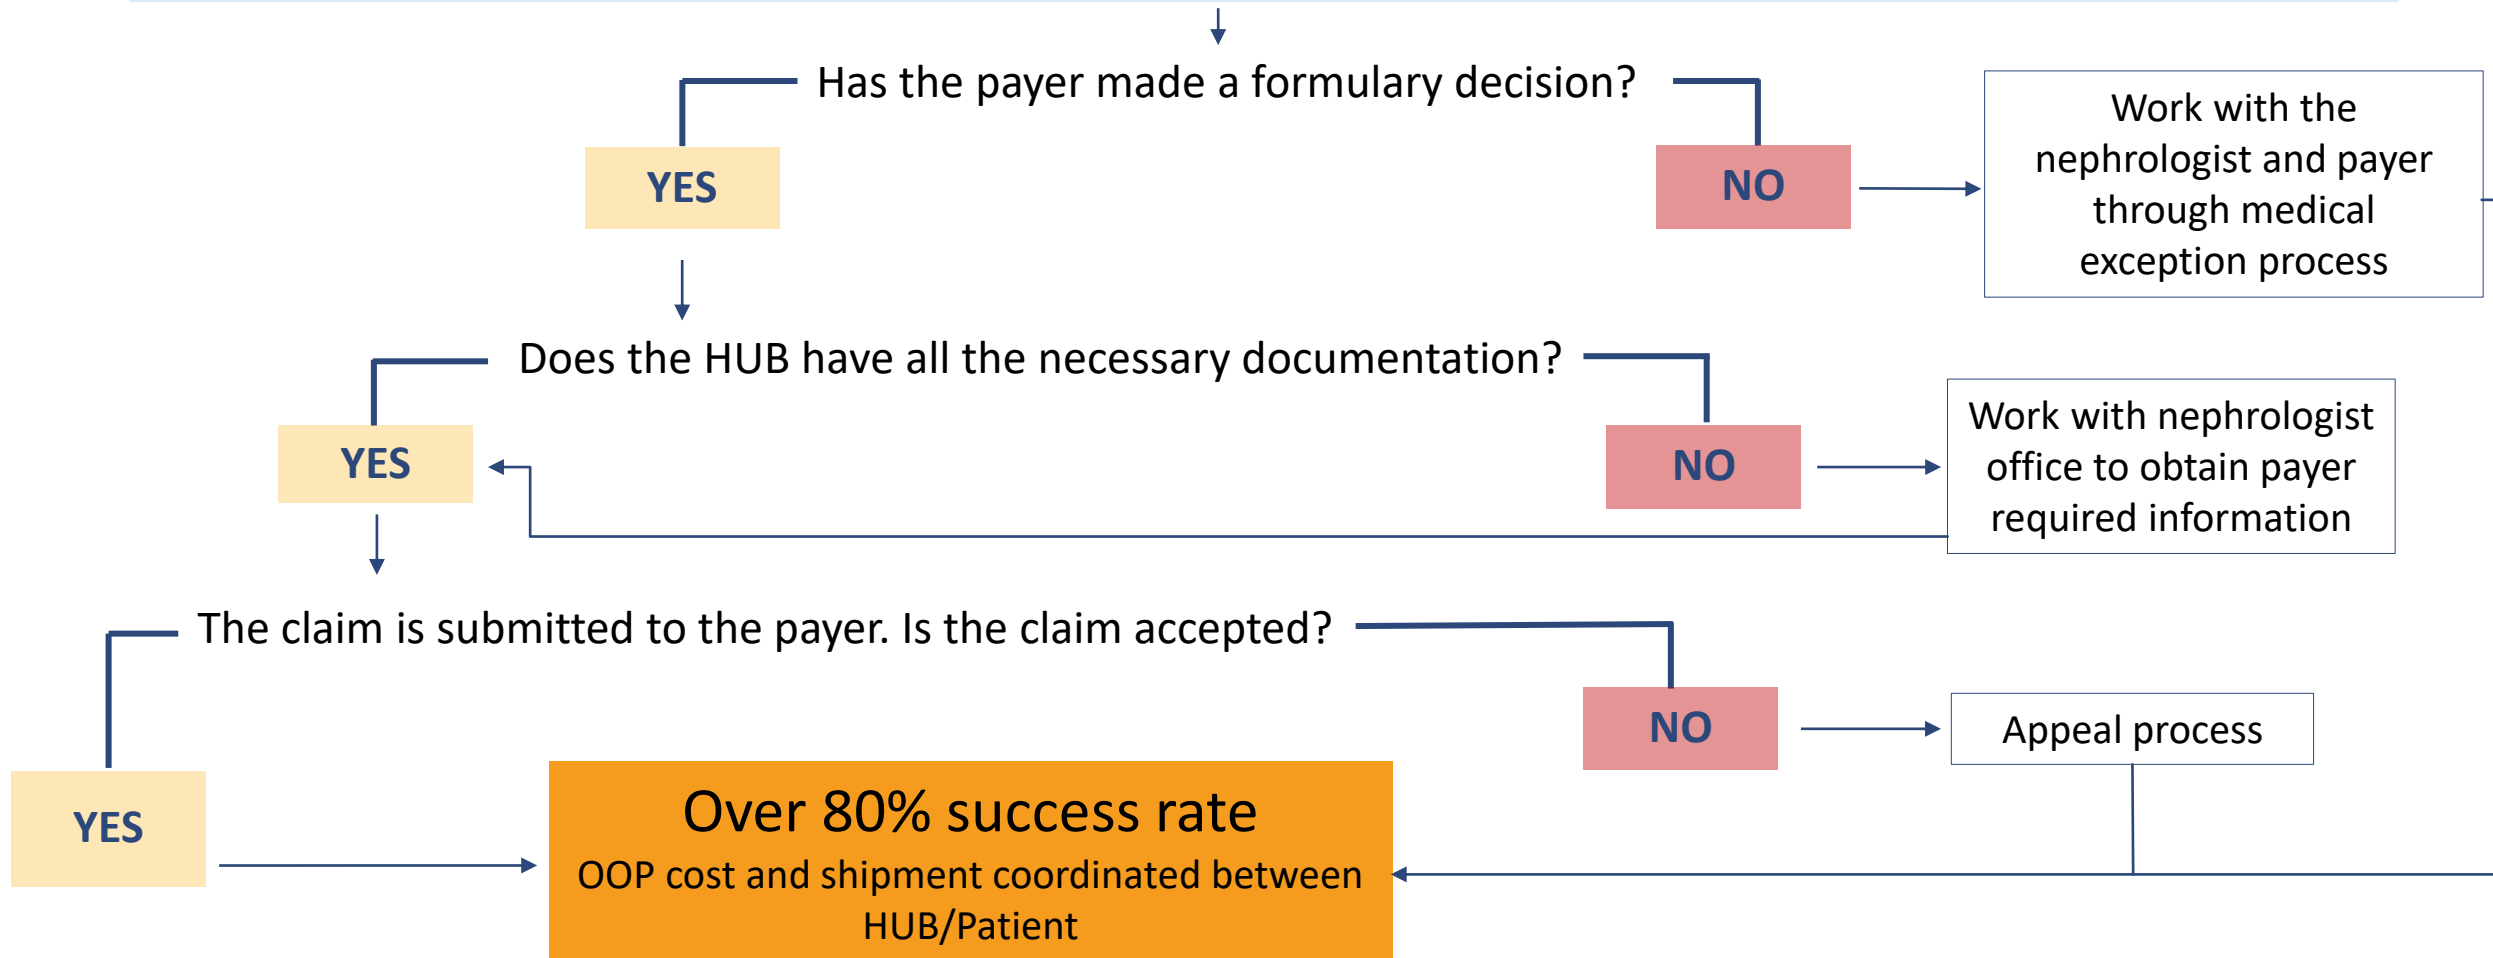 Has the payer made a formulary decision?
YES
NO
Work with the
nephrologist and payer
through medical
exception process
Does the HUB have all the necessary documentation?
YES
NO
Work with nephrologist
office to obtain payer
required information
The claim is submitted to the payer. Is the claim accepted?
YES
NO
Appeal process
Over 80% success rate
OOP cost and shipment coordinated between
HUB/Patient